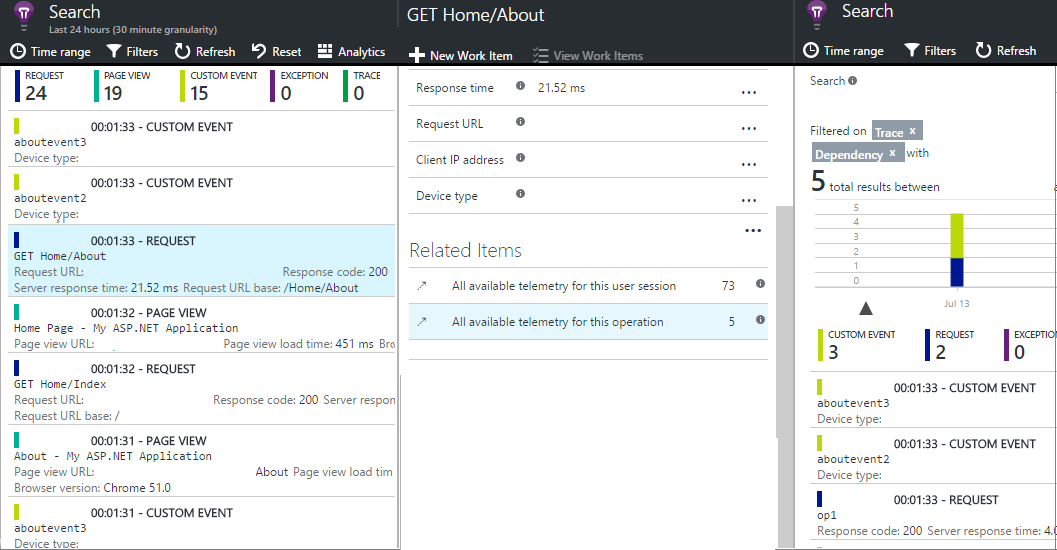 Search
Last 24 hours (30 minute granularity)
Time range Filters Refresh Reset Analytics
REQUEST PAGE VIEW CUSTOM EVENT EXCEPTION TRACE
24 19 15 0 0
00:01:33 - CUSTOM EVENT
aboutevent3
Device type:
00:01:33 - CUSTOM EVENT
aboutevent2
Device type:
00:01:33 - REQUEST
GET Home/About
Request URL: Response code: 200
Server response time: 21.52 ms Request URL base: /Home/About
00:01:32 - PAGE VIEW
Home Page - My ASP.NET Application
Page view URL: Page view load time: 451 ms Bro
00:01:32 - REQUEST
GET Home/Index
Request URL: Response code: 200 Server respon
Request URL base: /
00:01:31 - PAGE VIEW
About - My ASP.NET Application
Page view URL: About Page view load tim
Browser version: Chrome 51.0
00:01:31 - CUSTOM EVENT
aboutevent3
Device type:
GET Home/About
New Work Item View Work Items
Response time 21.52 ms ...
Request URL ...
Client IP address ...
Device type ...
...
Related Items
All available telemetry for this user session 73
All available telemetry for this operation 5
Search
Time range Filters Refresh
Search
Filtered on Trace x
Dependency x with
5 total results between
5
4
3
2
1
0
Jul 13
CUSTOM EVENT REQUEST EXCEPTION
3 2 0
00:01:33 - CUSTOM EVENT
aboutevent3
Device type:
00:01:33 - CUSTOM EVENT
aboutevent2
Device type:
00:01:33 - REQUEST
op1
Response code: 200 Server response time: 4.